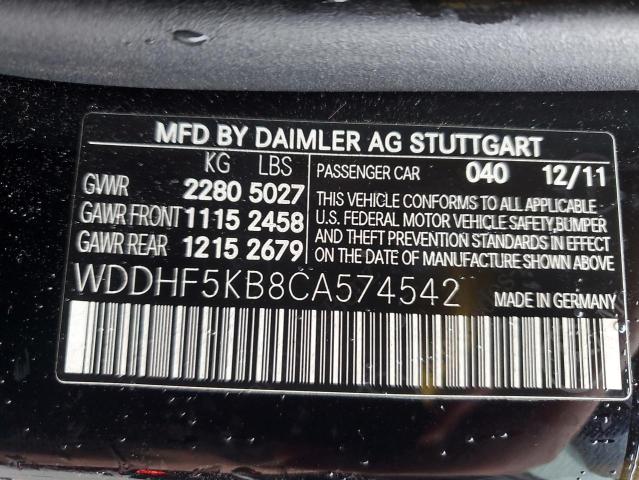 MFD BY DAIMLER AG STUTTGART
KG LBS PASSENGER CAR 040 12/11
GVWR 2280 5027
GAWR FRONT 1115 2458
GAWR REAR 1215 2679
THIS VEHICLE CONFORMS TO ALL APPLICABLE
U.S. FEDERAL MOTOR VEHICLE SAFETY,BUMPER
AND THEFT PREVENTION STANDARDS IN EFFECT
ON THE DATE OF MANUFACTURE SHOWN ABOVE.
WDDHF5KB8CA574542 MADE IN GERMANY